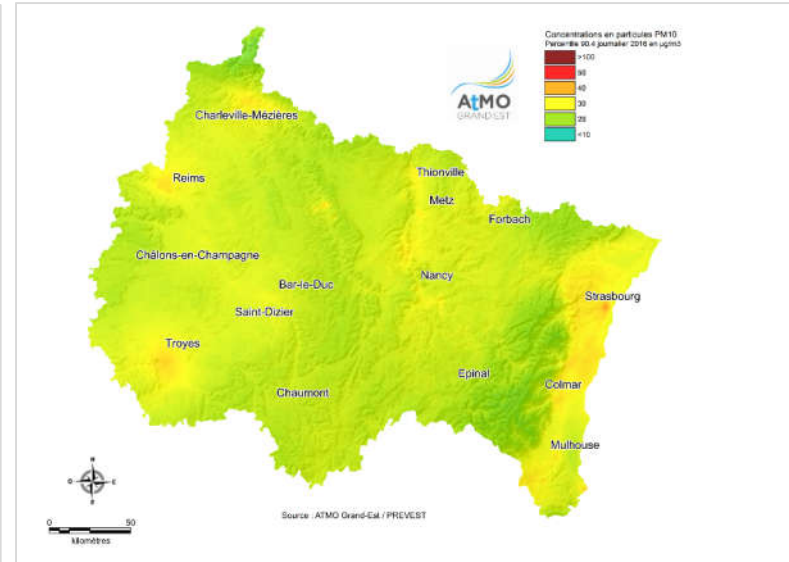 Concentrations en particules PM10
Percentile 90.4 journalier 2016 en µg/m3
>100
50
40
30
20
<10
AtMO
GRAND EST
Charleville-Mézières
Reims
Thionville
Metz
Forbach
Châlons-en-Champagne
Bar-le-Duc
Nancy
Saint-Dizier
Strasbourg
Troyes
Epinal
Chaumont
Colmar
Mulhouse
N
O
E
S
0
50
kilomètres
Source : ATMO Grand-Est / PREVEST